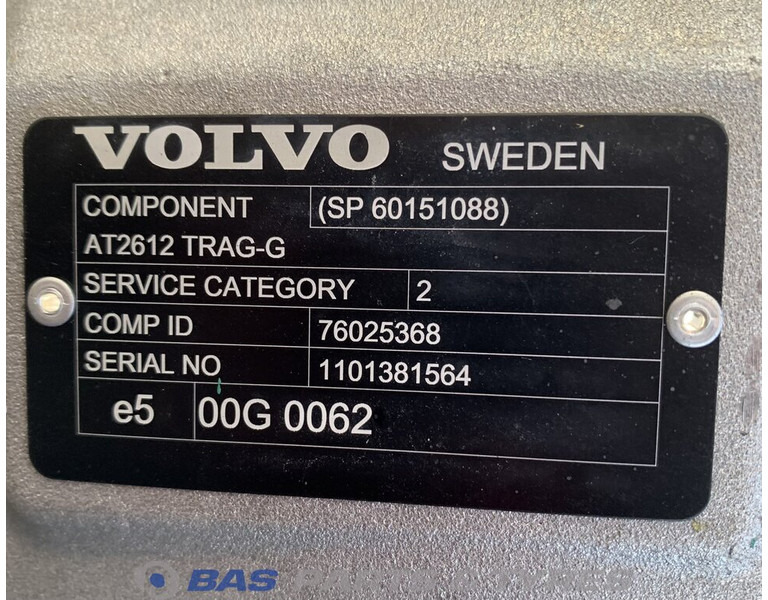 VOLVO SWEDEN
COMPONENT (SP 60151088)
AT2612 TRAG-G
SERVICE CATEGORY 2
COMP ID 76025368
SERIAL NO 1101381564
e5 00G 0062
BAS PARTS